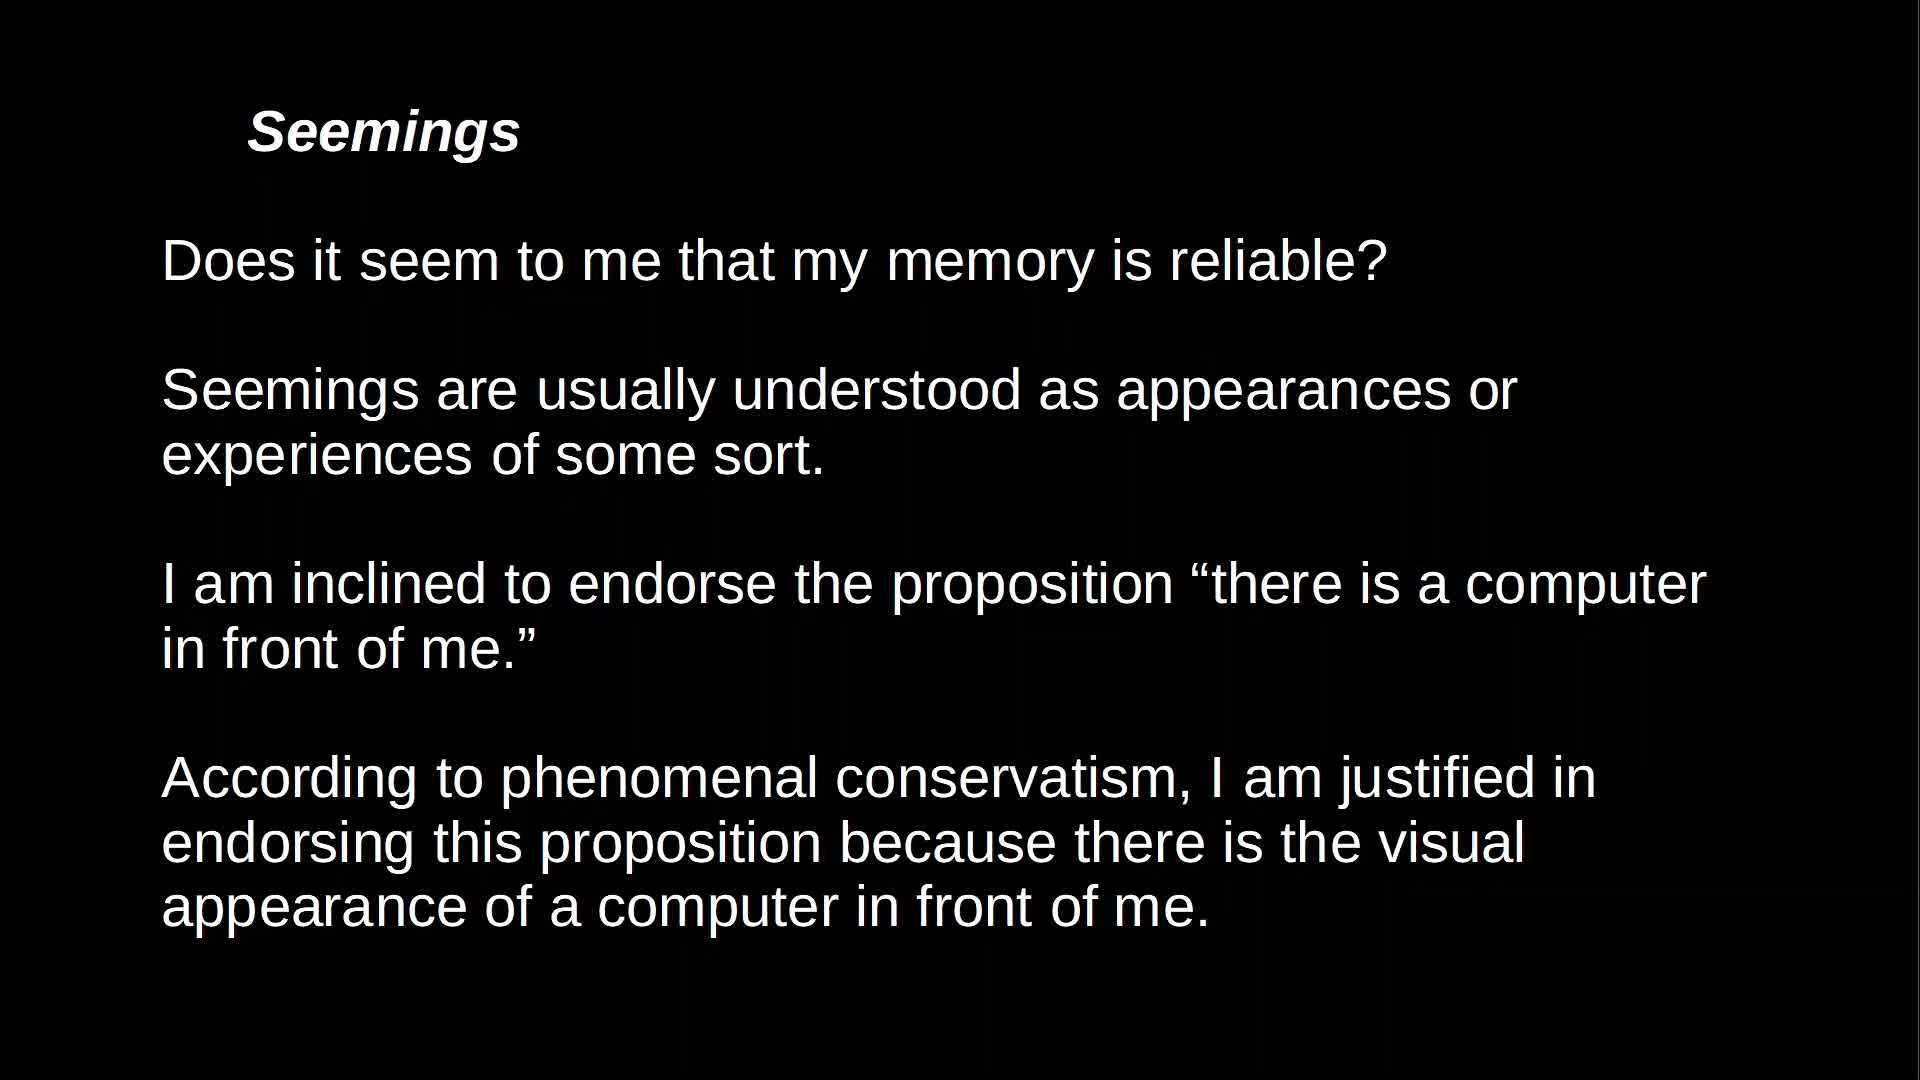 Seemings
Does it seem to me that my memory is reliable?
Seemings are usually understood as appearances or
experiences of some sort.
I am inclined to endorse the proposition “there is a computer
in front of me.”
According to phenomenal conservatism, I am justified in
endorsing this proposition because there is the visual
appearance of a computer in front of me.